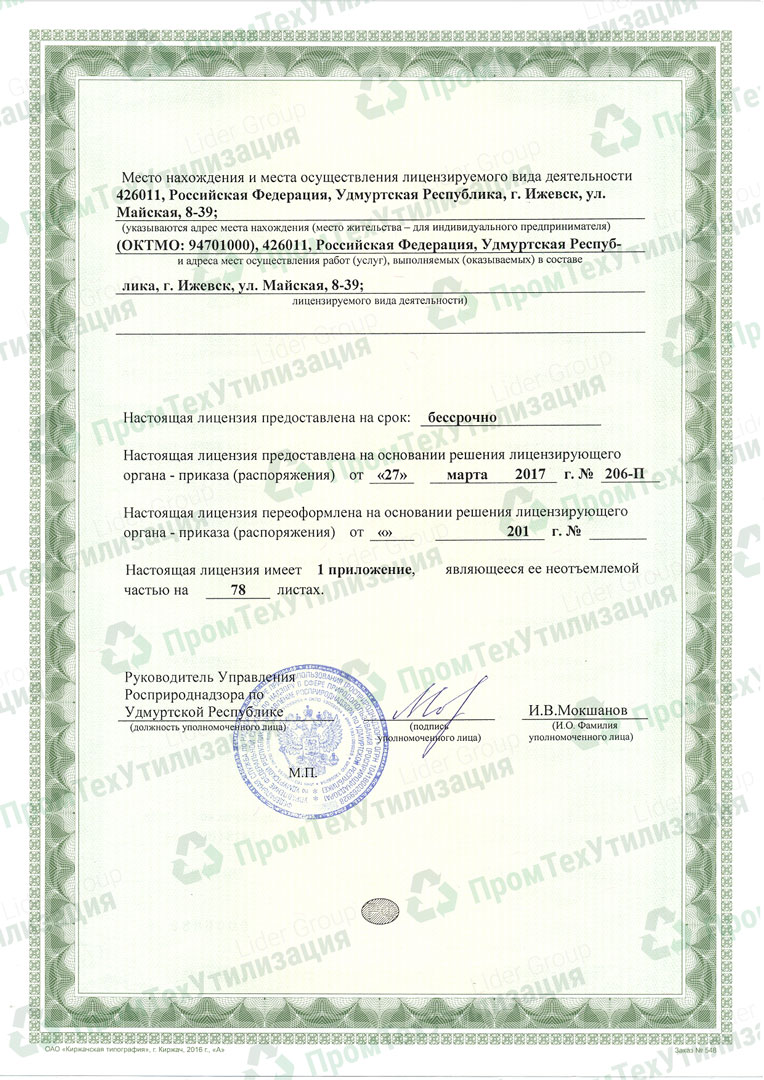 Место нахождения и места осуществления лицензируемого вида деятельности
426011, Российская Федерация, Удмуртская Республика, г. Ижевск, ул.
Майская, 8-39;
(указываются адрес места нахождения (место жительства – для индивидуального предпринимателя)
(ОКТМО: 94701000), 426011, Российская Федерация, Удмуртская Респуб-
и адреса мест осуществления работ (услуг), выполняемых (оказываемых) в составе
лика, г. Ижевск, ул. Майская, 8-39;
лицензируемого вида деятельности)
Настоящая лицензия предоставлена на срок: бессрочно
Настоящая лицензия предоставлена на основании решения лицензирующего
органа - приказа (распоряжения) от «27» марта 2017 г. № 206-П
Настоящая лицензия переоформлена на основании решения лицензирующего
органа - приказа (распоряжения) от «» 201 г. №
Настоящая лицензия имеет 1 приложение, являющееся ее неотъемлемой
частью на 78 листах.
Руководитель Управления
Росприроднадзора по
Удмуртской Республике И.В.Мокшанов
(должность уполномоченного лица) (подпись (И.О. Фамилия
уполномоченного лица) уполномоченного лица)
М.П.
ОАО «Киржачская типография», г. Киржач, 2016 г., «А» Заказ № 548
ПромТехУтилизация
Lider Group